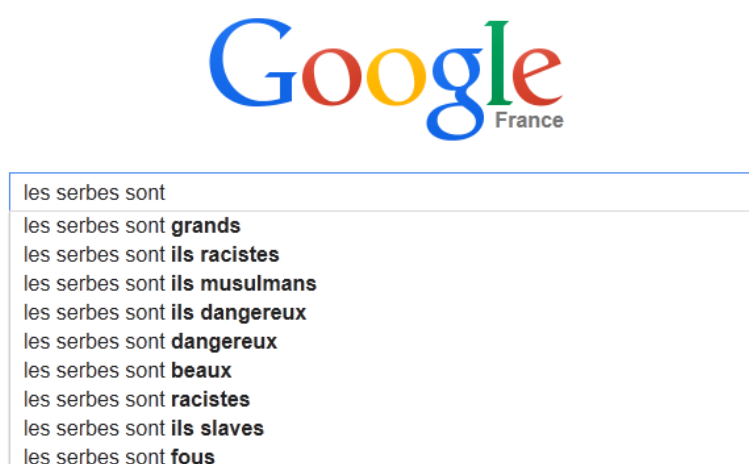 Google
France
les serbes sont
les serbes sont grands
les serbes sont ils racistes
les serbes sont ils musulmans
les serbes sont ils dangereux
les serbes sont dangereux
les serbes sont beaux
les serbes sont racistes
les serbes sont ils slaves
les serbes sont fous